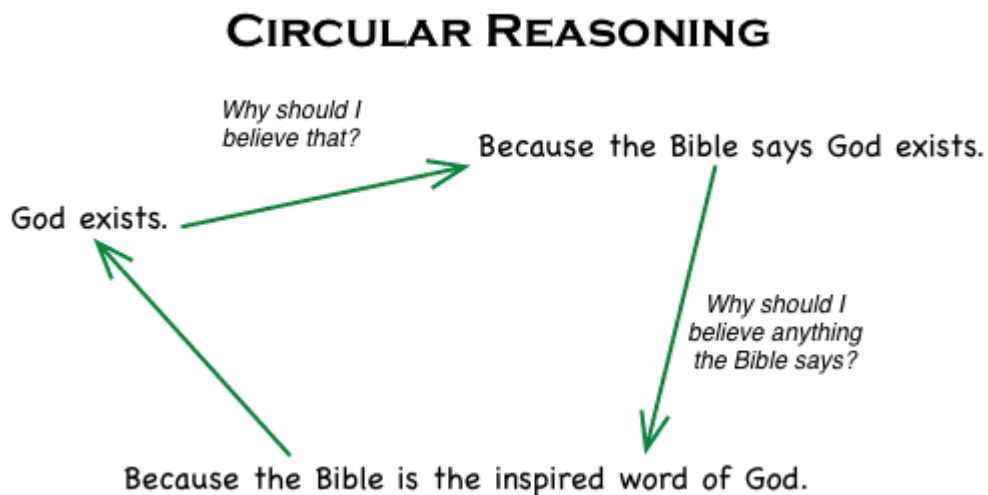 CIRCULAR REASONING
Why should I
believe that?
Because the Bible says God exists.
God exists.
Why should I
believe anything
the Bible says?
Because the Bible is the inspired word of God.